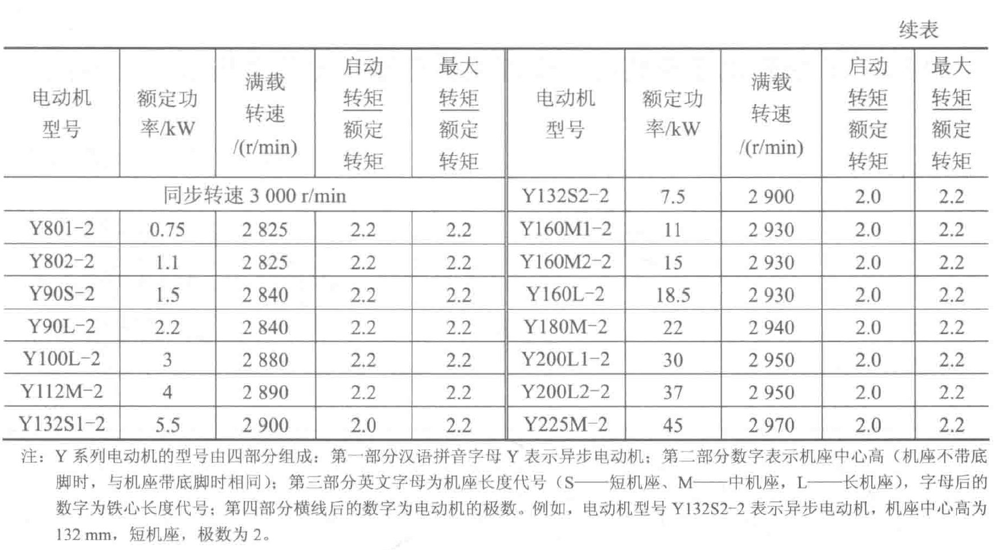 续表
电动机型号 额定功率/kW 满载转速/(r/min) 启动转矩/额定转矩 最大转矩/额定转矩 电动机型号 额定功率/kW 满载转速/(r/min) 启动转矩/额定转矩 最大转矩/额定转矩
同步转速 3 000 r/min Y132S2-2 7.5 2 900 2.0 2.2
Y801-2 0.75 2 825 2.2 2.2 Y160M1-2 11 2 930 2.0 2.2
Y802-2 1.1 2 825 2.2 2.2 Y160M2-2 15 2 930 2.0 2.2
Y90S-2 1.5 2 840 2.2 2.2 Y160L-2 18.5 2 930 2.0 2.2
Y90L-2 2.2 2 840 2.2 2.2 Y180M-2 22 2 940 2.0 2.2
Y100L-2 3 2 880 2.2 2.2 Y200L1-2 30 2 950 2.0 2.2
Y112M-2 4 2 890 2.2 2.2 Y200L2-2 37 2 950 2.0 2.2
Y132S1-2 5.5 2 900 2.0 2.2 Y225M-2 45 2 970 2.0 2.2
注：Y 系列电动机的型号由四部分组成：第一部分汉语拼音字母 Y 表示异步电动机；第二部分数字表示机座中心高（机座不带底
脚时，与机座带底脚时相同）；第三部分英文字母为机座长度代号（S——短机座、M——中机座，L——长机座），字母后的
数字为铁心长度代号；第四部分横线后的数字为电动机的极数。例如，电动机型号 Y132S2-2 表示异步电动机，机座中心高为
132 mm，短机座，极数为 2。